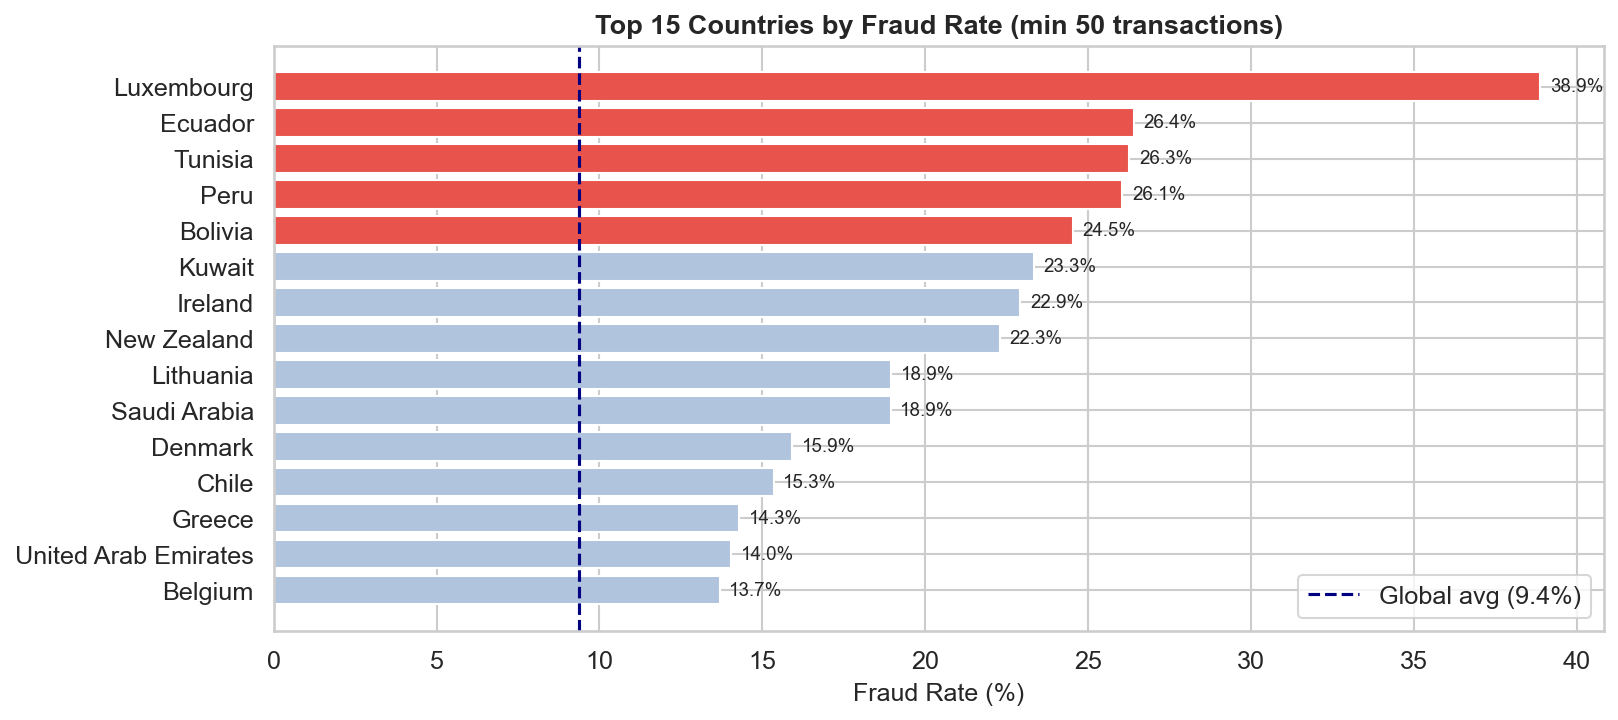 Top 15 Countries by Fraud Rate (min 50 transactions)
Luxembourg 38.9%
Ecuador 26.4%
Tunisia 26.3%
Peru 26.1%
Bolivia 24.5%
Kuwait 23.3%
Ireland 22.9%
New Zealand 22.3%
Lithuania 18.9%
Saudi Arabia 18.9%
Denmark 15.9%
Chile 15.3%
Greece 14.3%
United Arab Emirates 14.0%
Belgium 13.7%
Global avg (9.4%)
0 5 10 15 20 25 30 35 40
Fraud Rate (%)